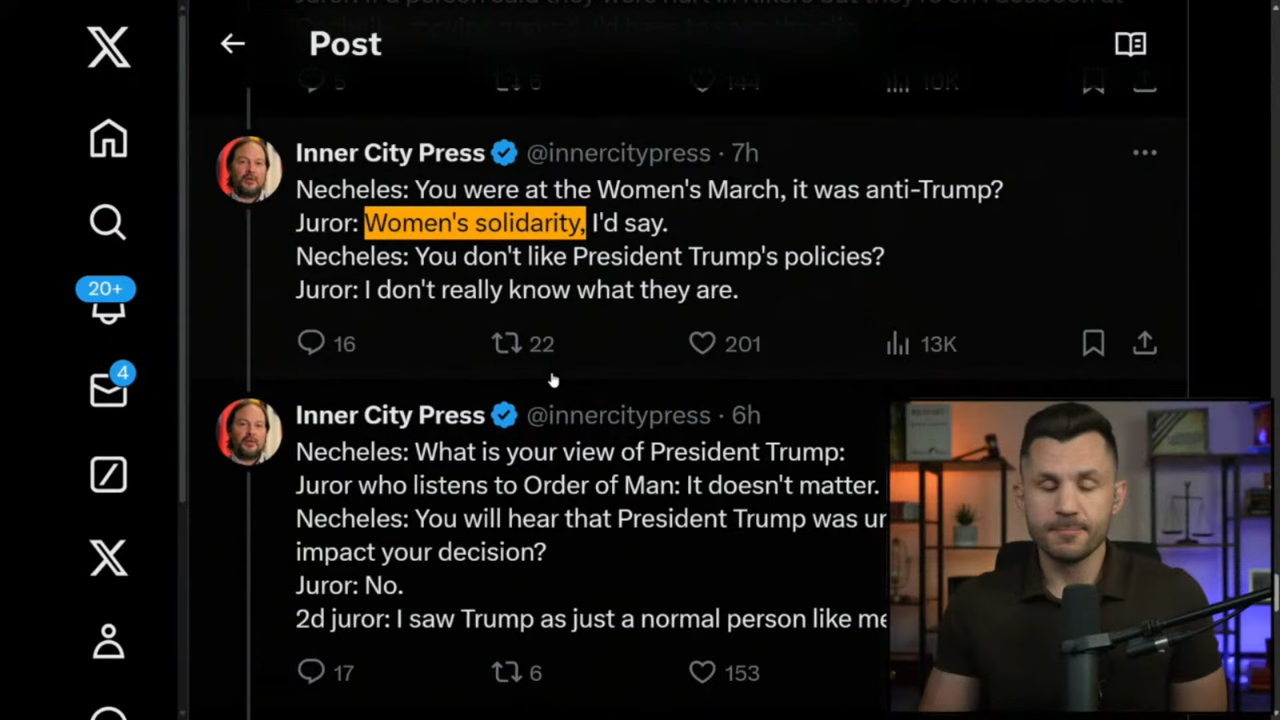 Post
5 6 144 10K
Inner City Press @innercitypress · 7h
Necheles: You were at the Women's March, it was anti-Trump?
Juror: Women's solidarity, I'd say.
Necheles: You don't like President Trump's policies?
Juror: I don't really know what they are.
16 22 201 13K
20+
4
Inner City Press @innercitypress · 6h
Necheles: What is your view of President Trump:
Juror who listens to Order of Man: It doesn't matter.
Necheles: You will hear that President Trump was
impact your decision?
Juror: No.
2d juror: I saw Trump as just a normal person like me
17 6 153